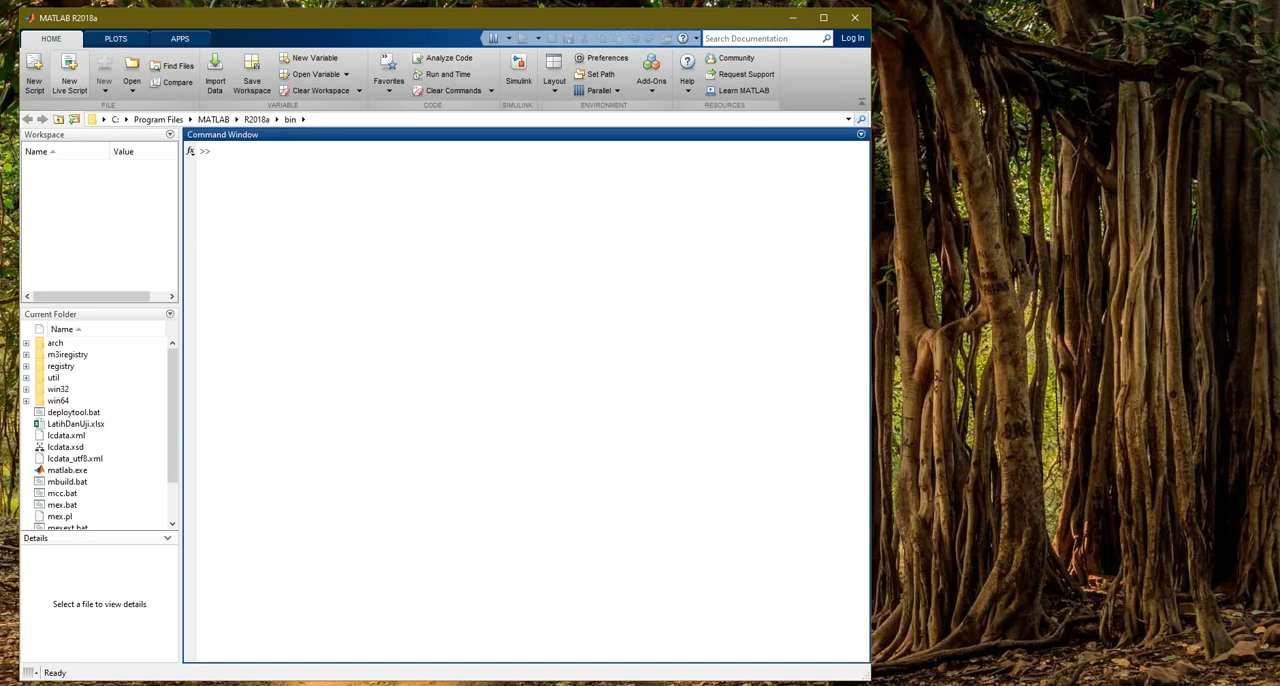 MATLAB R2018a
HOME PLOTS APPS
Search Documentation
Log In
New Script
New Live Script
New
Open
Find Files
Compare
FILE
Import Data
Save Workspace
New Variable
Open Variable
Clear Workspace
VARIABLE
Favorites
Analyze Code
Run and Time
Clear Commands
CODE
Simulink
SIMULINK
Layout
Preferences
Set Path
Parallel
Add-Ons
ENVIRONMENT
Help
Community
Request Support
Learn MATLAB
RESOURCES
C: Program Files MATLAB R2018a bin
Workspace
Name Value
Command Window
fx >>
Current Folder
Name
arch
m3iregistry
registry
util
win32
win64
deploytool.bat
LatihDanUji.xlsx
lcdata.xml
lcdata.xsd
lcdata_utf8.xml
matlab.exe
mbuild.bat
mcc.bat
mex.bat
mex.pl
mexext.bat
Details
Select a file to view details
Ready